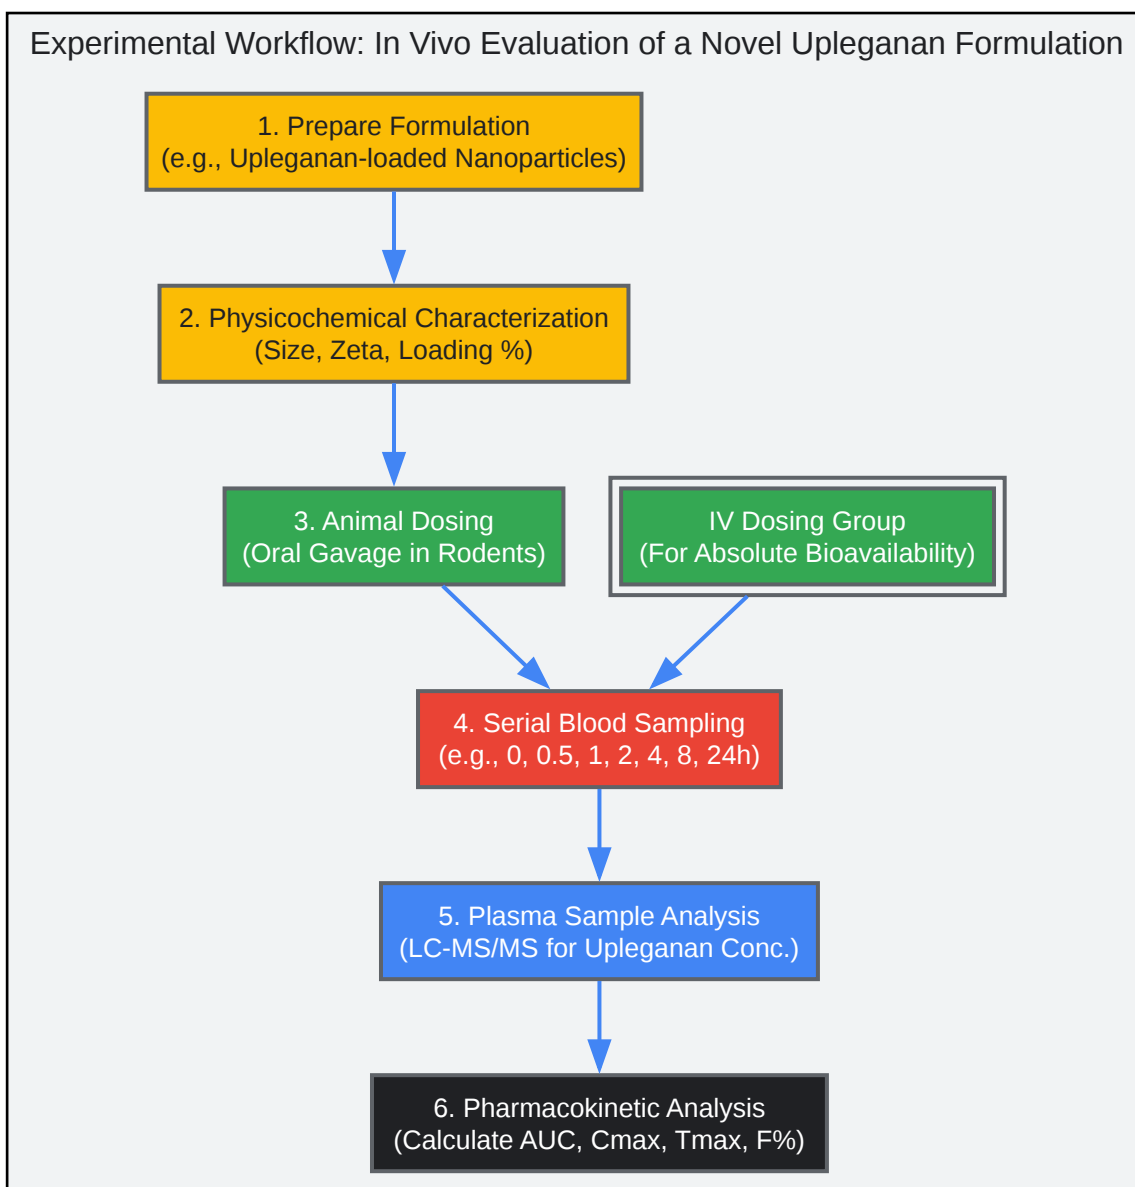 Experimental Workflow: In Vivo Evaluation of a Novel Upleganan Formulation
1. Prepare Formulation
(e.g., Upleganan-loaded Nanoparticles)
2. Physicochemical Characterization
(Size, Zeta, Loading %)
3. Animal Dosing
(Oral Gavage in Rodents)
IV Dosing Group
(For Absolute Bioavailability)
4. Serial Blood Sampling
(e.g., 0, 0.5, 1, 2, 4, 8, 24h)
5. Plasma Sample Analysis
(LC-MS/MS for Upleganan Conc.)
6. Pharmacokinetic Analysis
(Calculate AUC, Cmax, Tmax, F%)